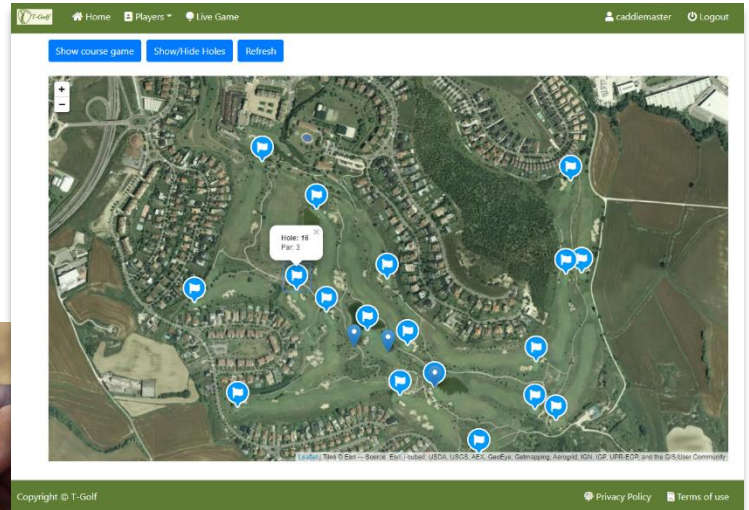 T-Golf
Home
Players
Live Game
caddiemaster
Logout
Show course game
Show/Hide Holes
Refresh
+
−
×
Hole: 15
Par: 3
Leaflet | Tiles © Esri — Source: Esri, i-cubed, USDA, USGS, AEX, GeoEye, Getmapping, Aerogrid, IGN, IGP, UPR-EGP, and the GIS User Community
Copyright © T-Golf
Privacy Policy
Terms of use